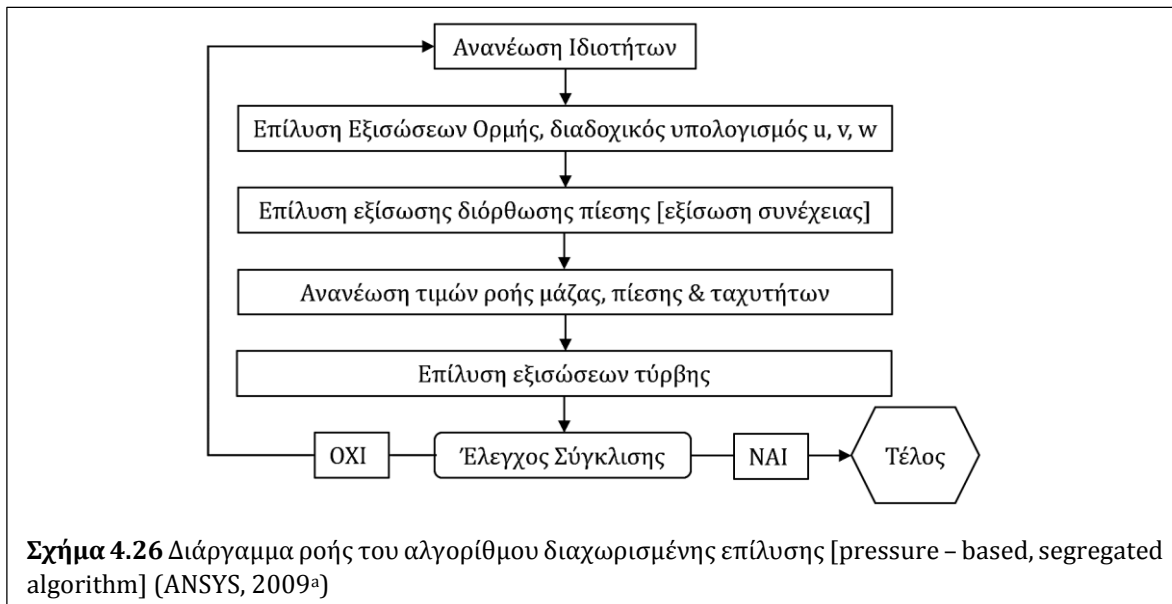 Ανανέωση Ιδιοτήτων
Επίλυση Εξισώσεων Ορμής, διαδοχικός υπολογισμός u, v, w
Επίλυση εξίσωσης διόρθωσης πίεσης [εξίσωση συνέχειας]
Ανανέωση τιμών ροής μάζας, πίεσης & ταχυτήτων
Επίλυση εξισώσεων τύρβης
ΟΧΙ
Έλεγχος Σύγκλισης
ΝΑΙ
Τέλος
Σχήμα 4.26 Διάργαμμα ροής του αλγορίθμου διαχωρισμένης επίλυσης [pressure – based, segregated
algorithm] (ANSYS, 2009ᵃ)